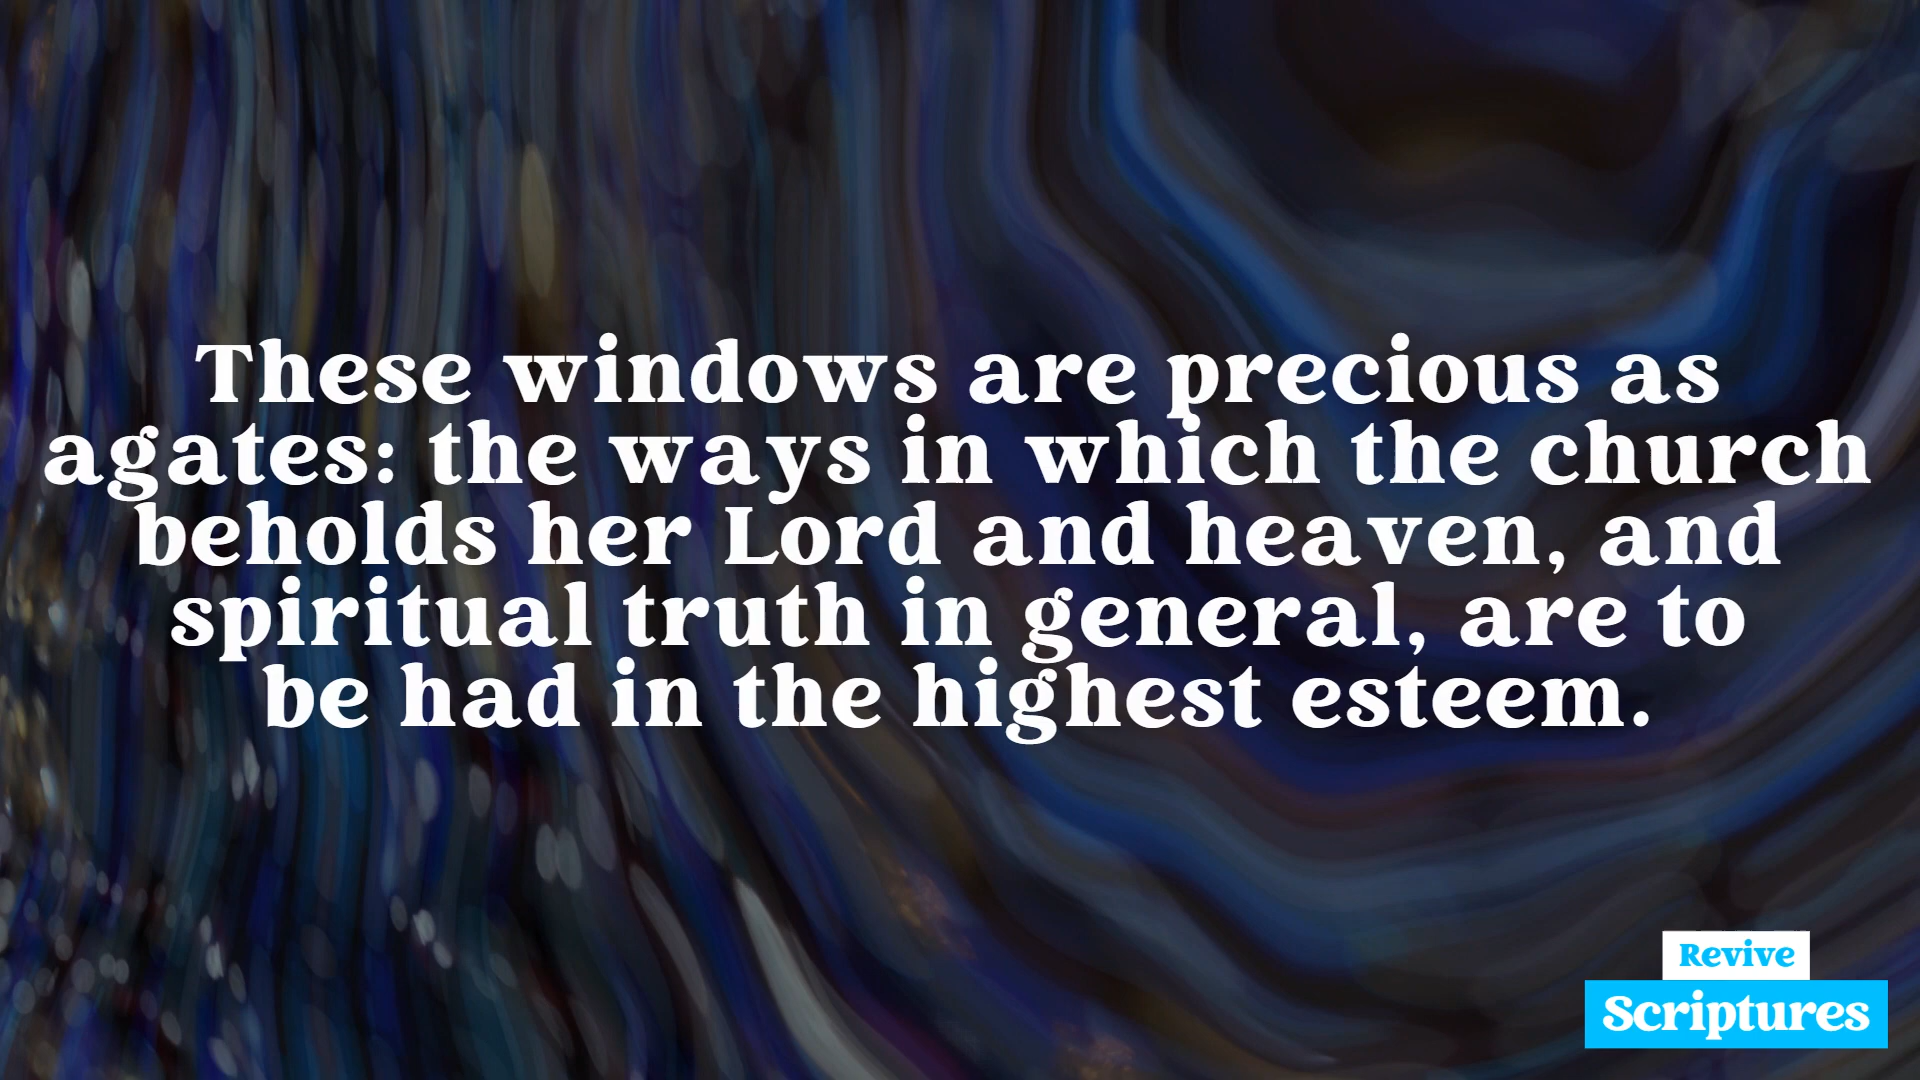 These windows are precious as
agates: the ways in which the church
beholds her Lord and heaven, and
spiritual truth in general, are to
be had in the highest esteem.
Revive
Scriptures